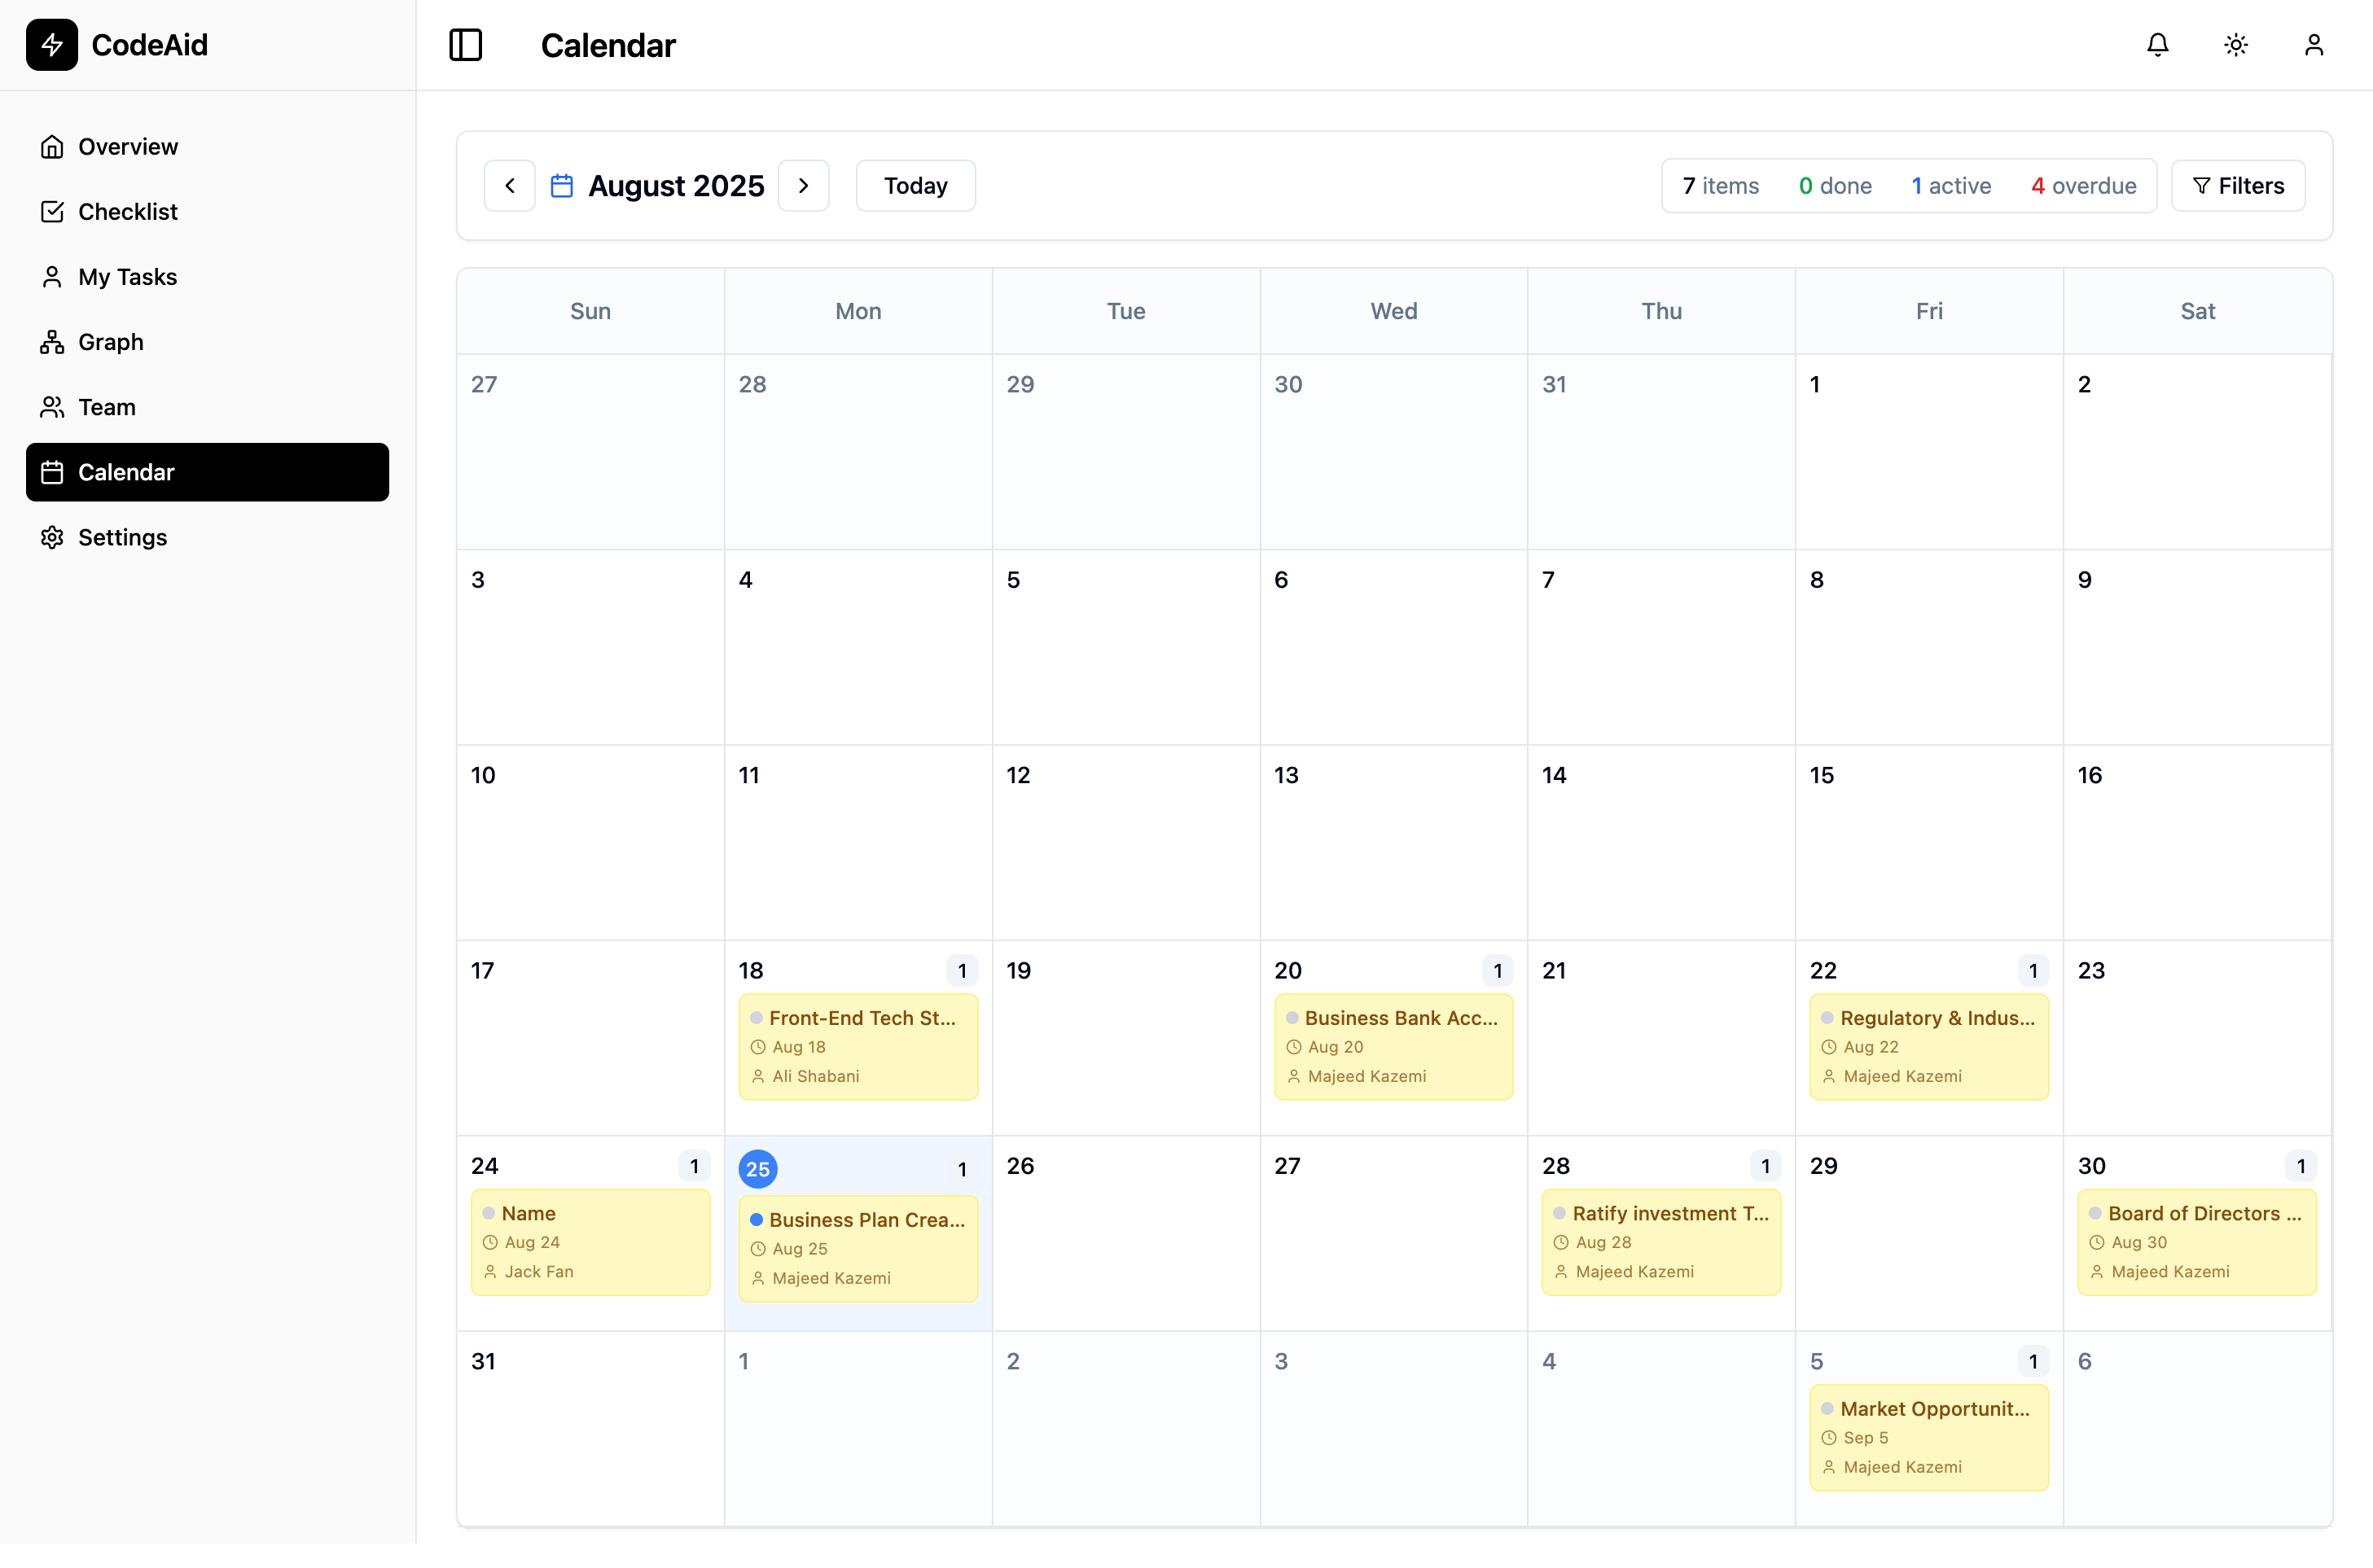 CodeAid
Overview
Checklist
My Tasks
Graph
Team
Calendar
Settings
Calendar
August 2025
Today
7 items 0 done 1 active 4 overdue
Filters
Sun Mon Tue Wed Thu Fri Sat
27 28 29 30 31 1 2
3 4 5 6 7 8 9
10 11 12 13 14 15 16
17
18 1
Front-End Tech St...
Aug 18
Ali Shabani
19
20 1
Business Bank Acc...
Aug 20
Majeed Kazemi
21
22 1
Regulatory & Indus...
Aug 22
Majeed Kazemi
23
24 1
Name
Aug 24
Jack Fan
25 1
Business Plan Crea...
Aug 25
Majeed Kazemi
26
27
28 1
Ratify investment T...
Aug 28
Majeed Kazemi
29
30 1
Board of Directors ...
Aug 30
Majeed Kazemi
31
1
2
3
4
5 1
Market Opportunit...
Sep 5
Majeed Kazemi
6